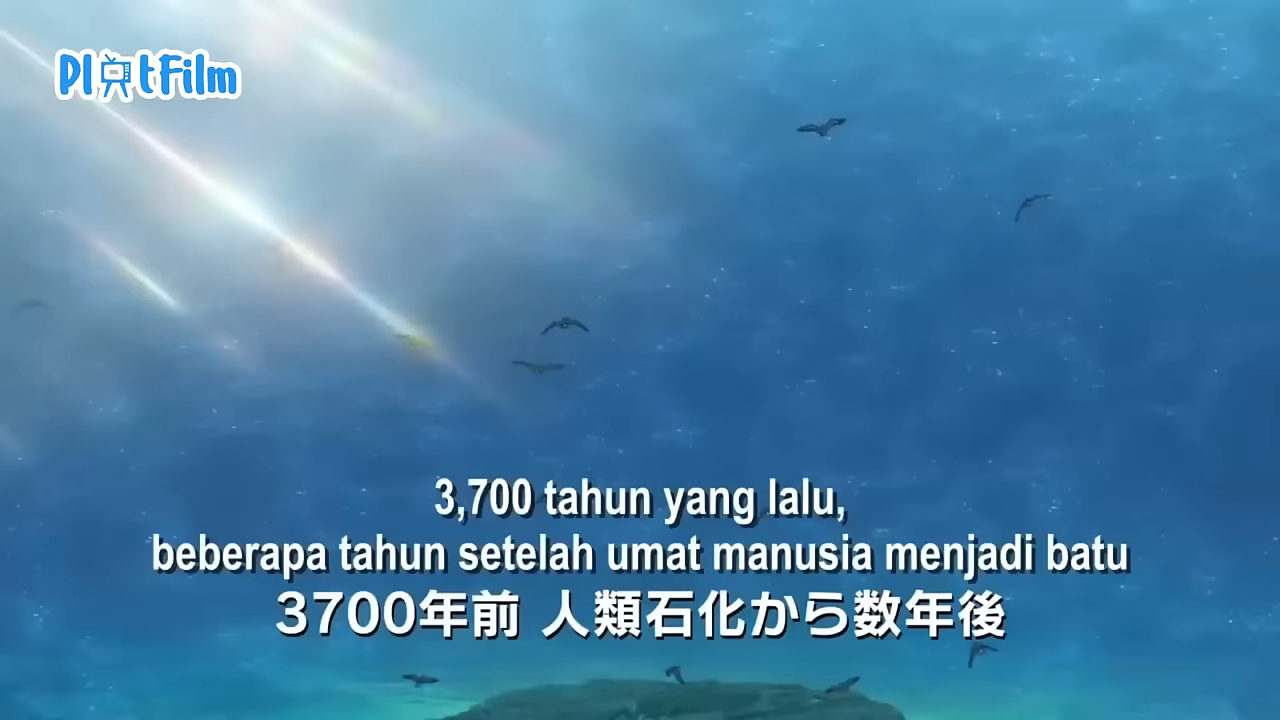 PlotFilm
3,700 tahun yang lalu,
beberapa tahun setelah umat manusia menjadi batu
3700年前 人類石化から数年後